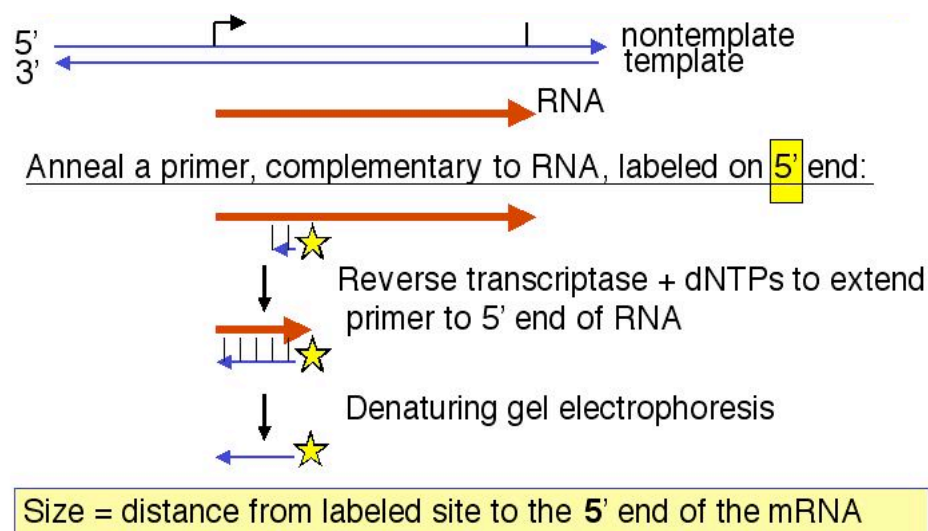 5’
nontemplate
3’
template
RNA
Anneal a primer, complementary to RNA, labeled on 5’ end:
Reverse transcriptase + dNTPs to extend
primer to 5’ end of RNA
Denaturing gel electrophoresis
Size = distance from labeled site to the 5’ end of the mRNA